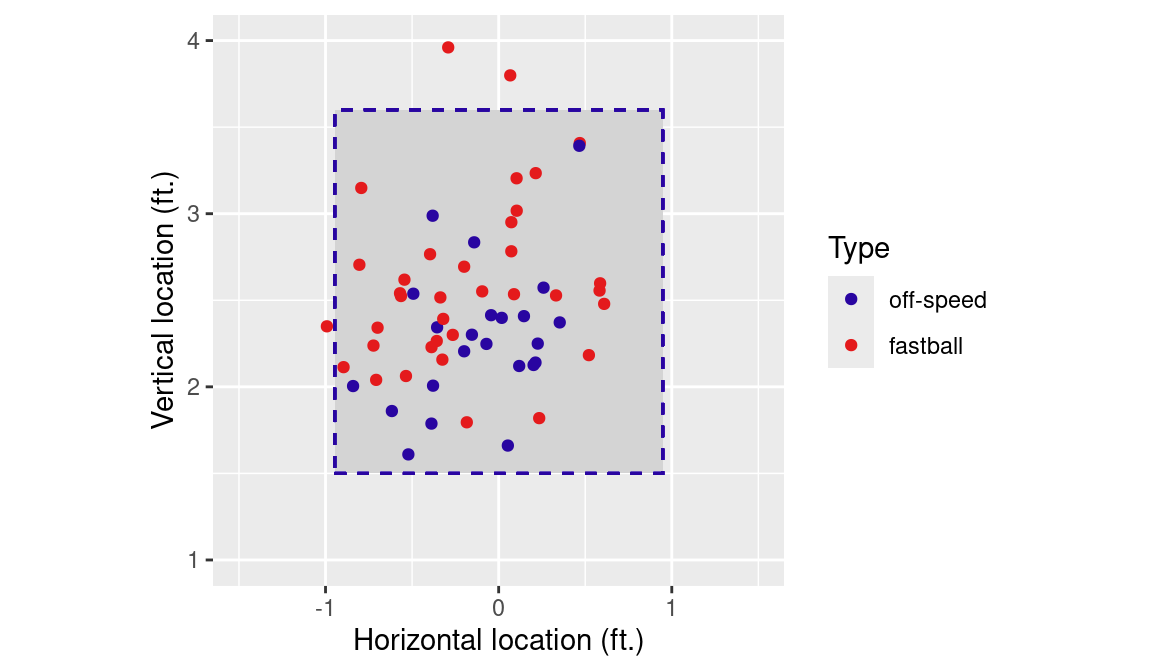 4
3
2
1
Vertical location (ft.)
-1 0 1
Horizontal location (ft.)
Type
off-speed
fastball